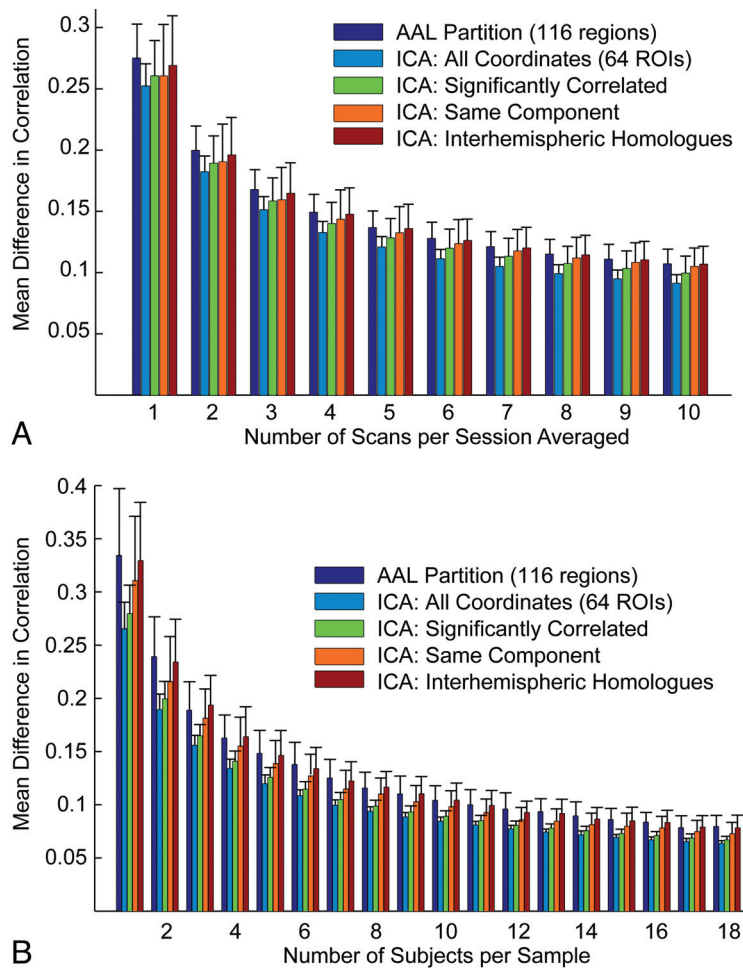 0.3
0.25
0.2
0.15
0.1
0.05
Mean Difference in Correlation
AAL Partition (116 regions)
ICA: All Coordinates (64 ROIs)
ICA: Significantly Correlated
ICA: Same Component
ICA: Interhemispheric Homologues
1 2 3 4 5 6 7 8 9 10
Number of Scans per Session Averaged
A
0.4
0.35
0.3
0.25
0.2
0.15
0.1
0.05
Mean Difference in Correlation
AAL Partition (116 regions)
ICA: All Coordinates (64 ROIs)
ICA: Significantly Correlated
ICA: Same Component
ICA: Interhemispheric Homologues
2 4 6 8 10 12 14 16 18
Number of Subjects per Sample
B